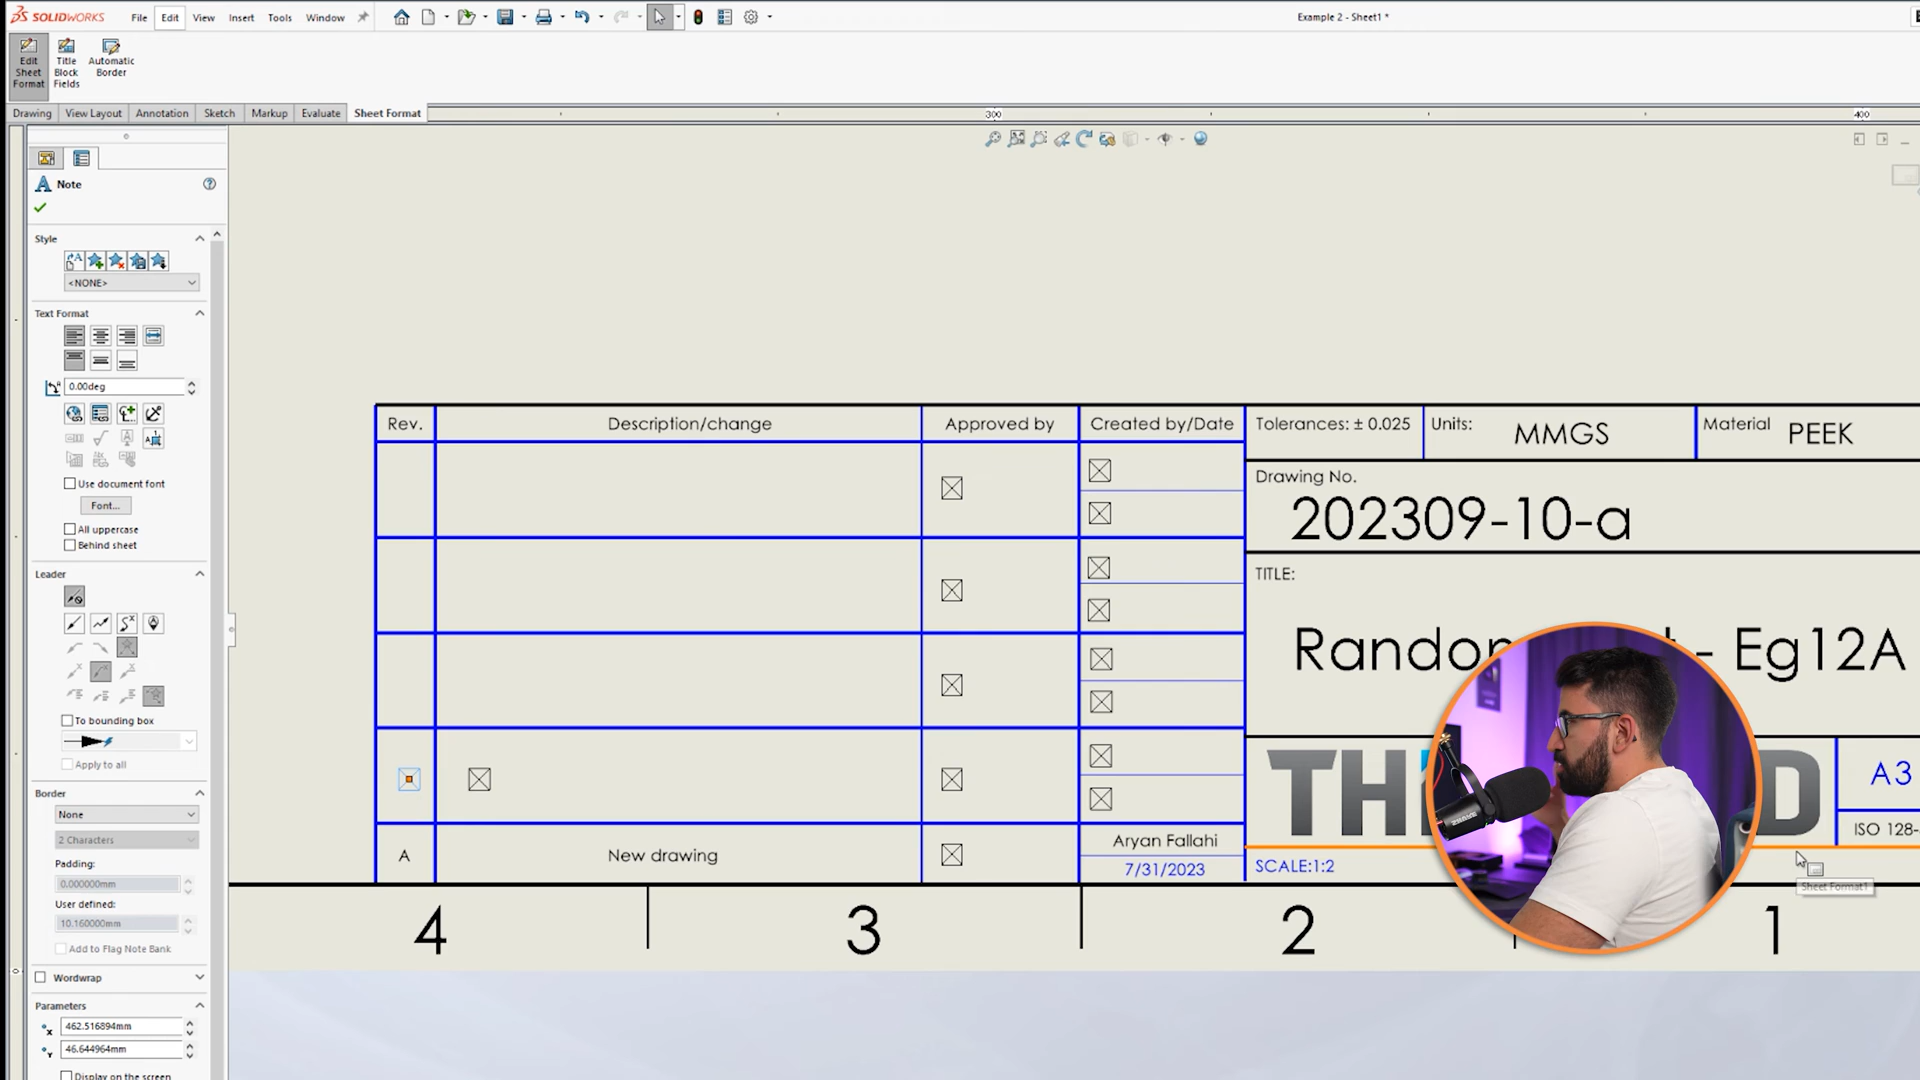 SOLIDWORKS File Edit View Insert Tools Window
Example 2 - Sheet1 *
Edit Sheet Format
Title Block Fields
Automatic Border
Drawing View Layout Annotation Sketch Markup Evaluate Sheet Format
300
400
Note
Style
<NONE>
Text Format
0.00deg
Use document font
Font...
All uppercase
Behind sheet
Leader
To bounding box
Apply to all
Border
None
2 Characters
Padding:
0.000000mm
User defined:
10.160000mm
Add to Flag Note Bank
Wordwrap
Parameters
462.516894mm
46.644964mm
Display on the screen
Rev. Description/change Approved by Created by/Date Tolerances: ± 0.025 Units: MMGS Material PEEK
Drawing No.
202309-10-a
TITLE:
- Eg12A
A3
ISO 128-
A New drawing Aryan Fallahi
7/31/2023
SCALE:1:2
Sheet Format1
4 3 2 1